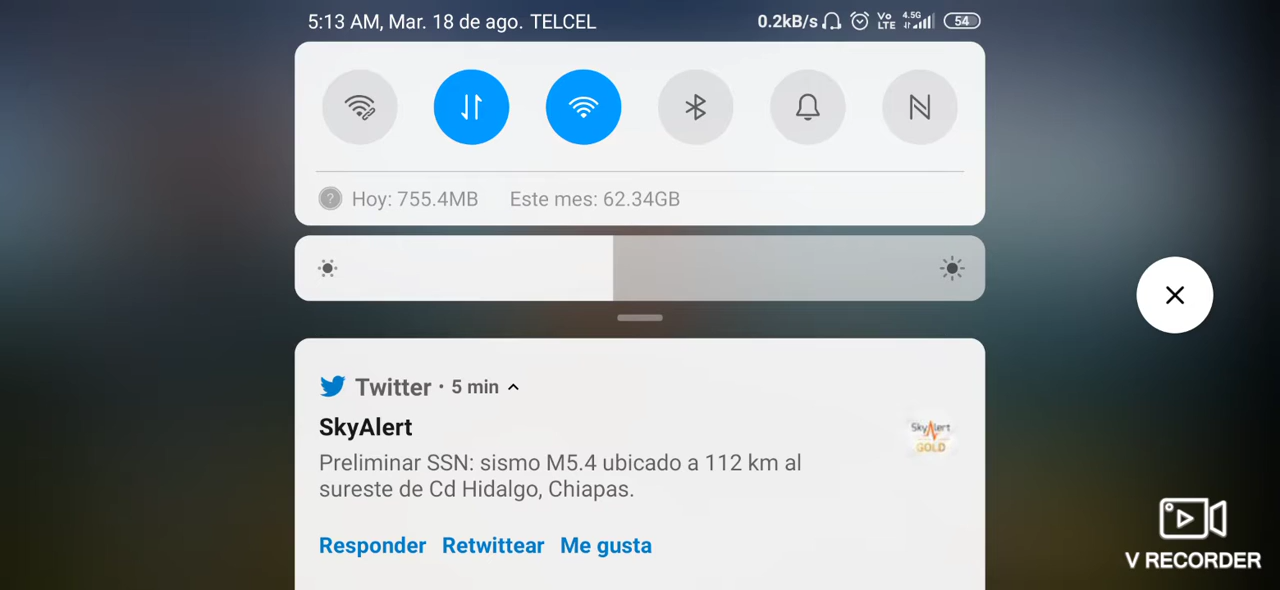 5:13 AM, Mar. 18 de ago. TELCEL 0.2kB/s Vo LTE 4.5G 54
Hoy: 755.4MB Este mes: 62.34GB
Twitter · 5 min
SkyAlert
SkyAlert GOLD
Preliminar SSN: sismo M5.4 ubicado a 112 km al
sureste de Cd Hidalgo, Chiapas.
Responder Retwittear Me gusta
V RECORDER